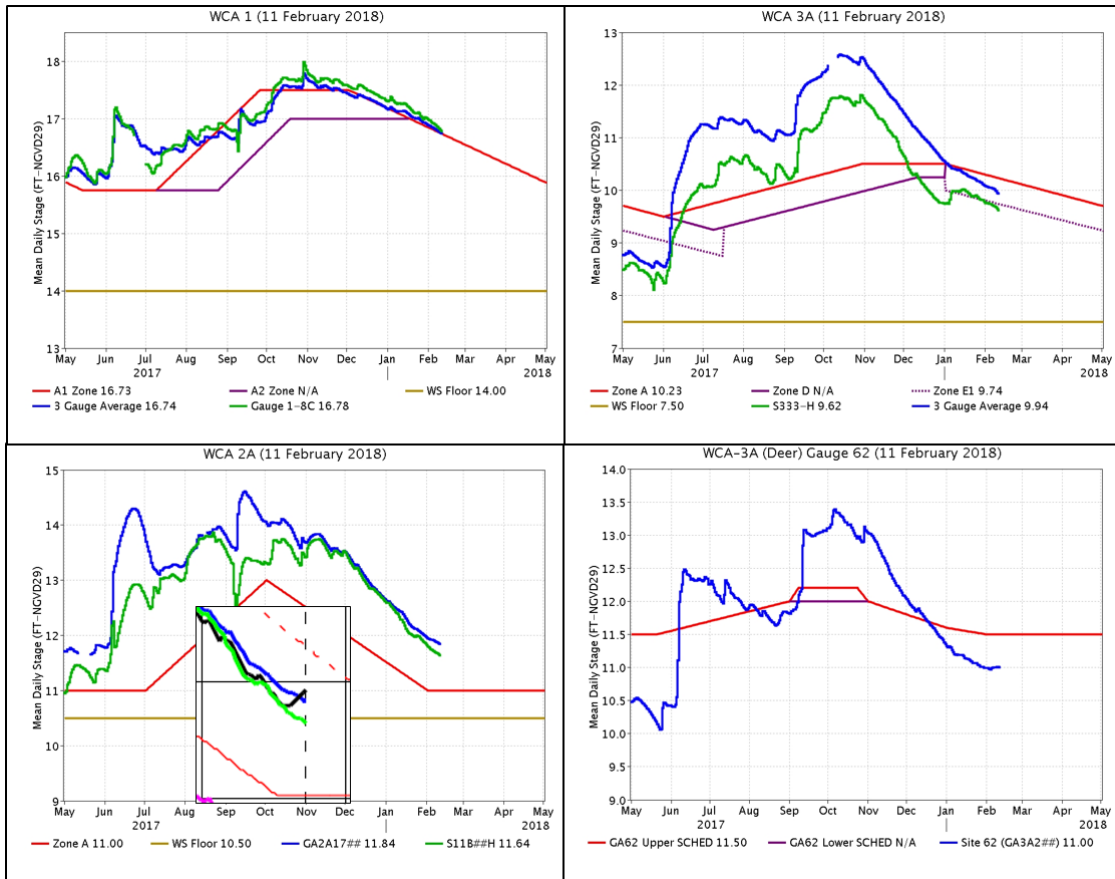 WCA 1 (11 February 2018)
Mean Daily Stage (FT-NGVD29)
18
17
16
15
14
13
May Jun Jul Aug Sep Oct Nov Dec Jan Feb Mar Apr May
2017 2018
A1 Zone 16.73 A2 Zone N/A WS Floor 14.00
3 Gauge Average 16.74 Gauge 1-8C 16.78
WCA 3A (11 February 2018)
Mean Daily Stage (FT-NGVD29)
13
12
11
10
9
8
7
May Jun Jul Aug Sep Oct Nov Dec Jan Feb Mar Apr May
2017 2018
Zone A 10.23 Zone D N/A Zone E1 9.74
WS Floor 7.50 S333-H 9.62 3 Gauge Average 9.94
WCA 2A (11 February 2018)
Mean Daily Stage (FT-NGVD29)
15
14
13
12
11
10
9
May Jun Jul Aug Sep Oct Nov Dec Jan Feb Mar Apr May
2017 2018
Zone A 11.00 WS Floor 10.50 GA2A17## 11.84 S11B##H 11.64
WCA-3A (Deer) Gauge 62 (11 February 2018)
Mean Daily Stage (FT-NGVD29)
14.0
13.5
13.0
12.5
12.0
11.5
11.0
10.5
10.0
9.5
9.0
May Jun Jul Aug Sep Oct Nov Dec Jan Feb Mar Apr May
2017 2018
GA62 Upper SCHED 11.50 GA62 Lower SCHED N/A Site 62 (GA3A2##) 11.00